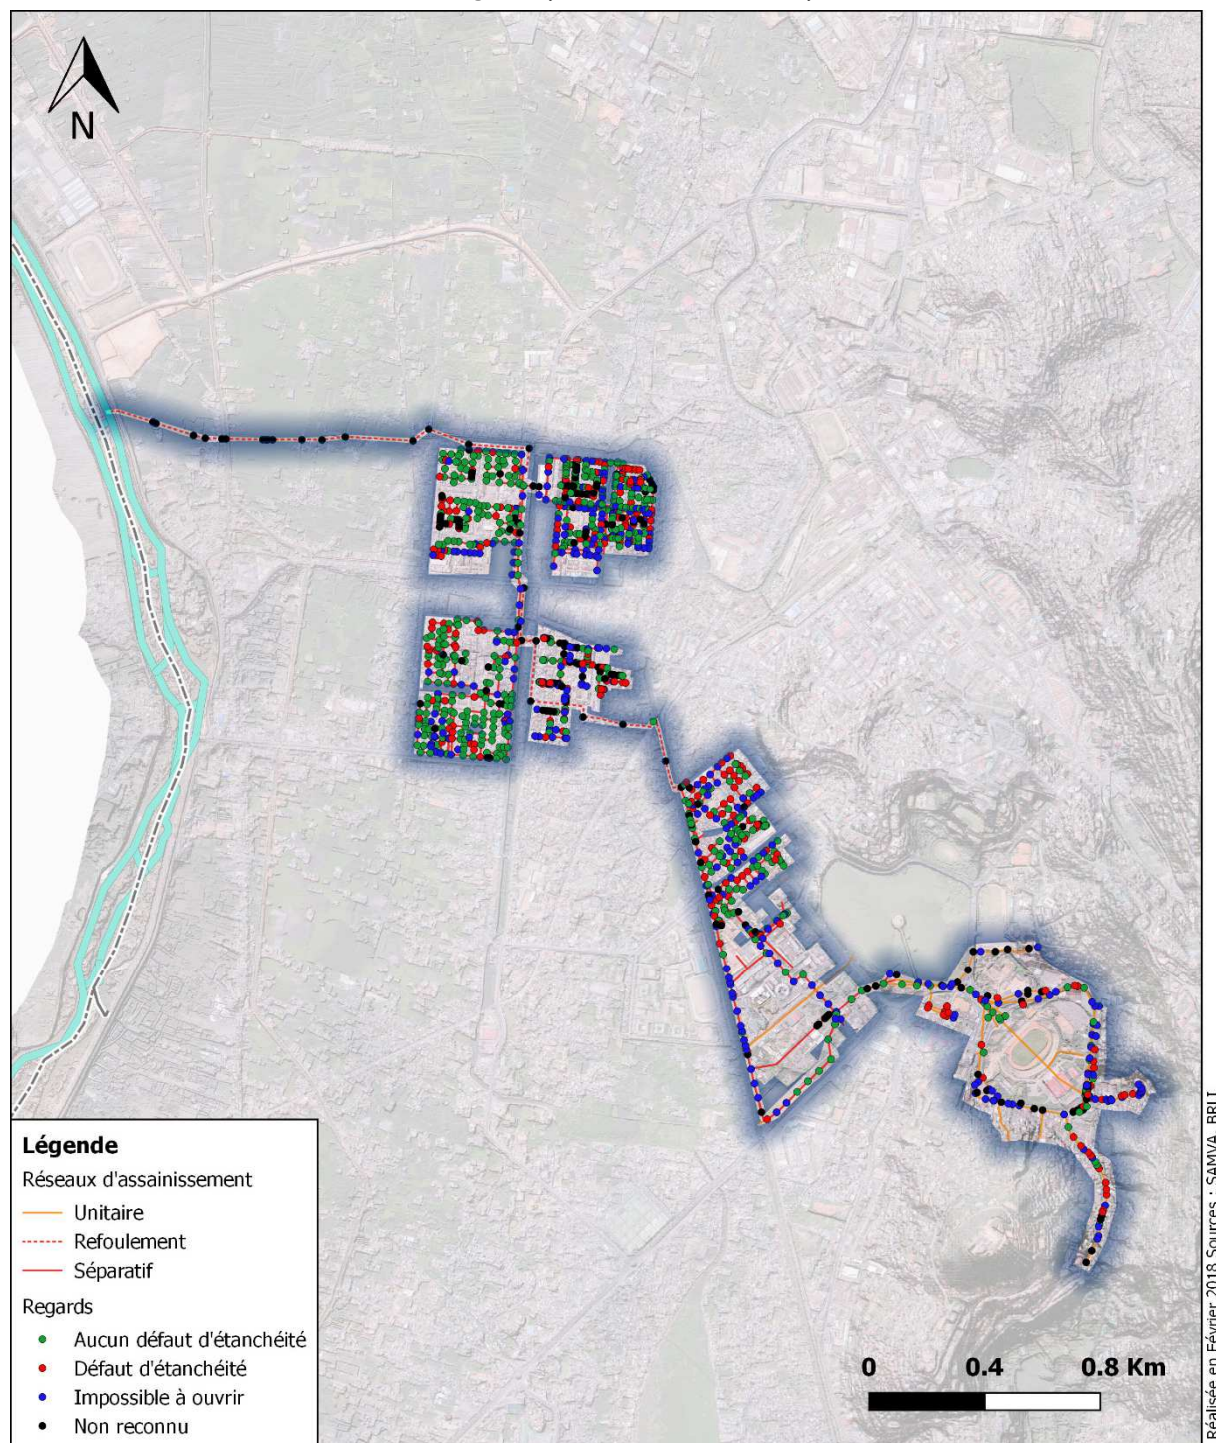 N
Légende
Réseaux d'assainissement
Unitaire
Refoulement
Séparatif
Regards
Aucun défaut d'étanchéité
Défaut d'étanchéité
Impossible à ouvrir
Non reconnu
0 0.4 0.8 Km
Réalisée en Février 2018 Sources : SAMVA, BRLI